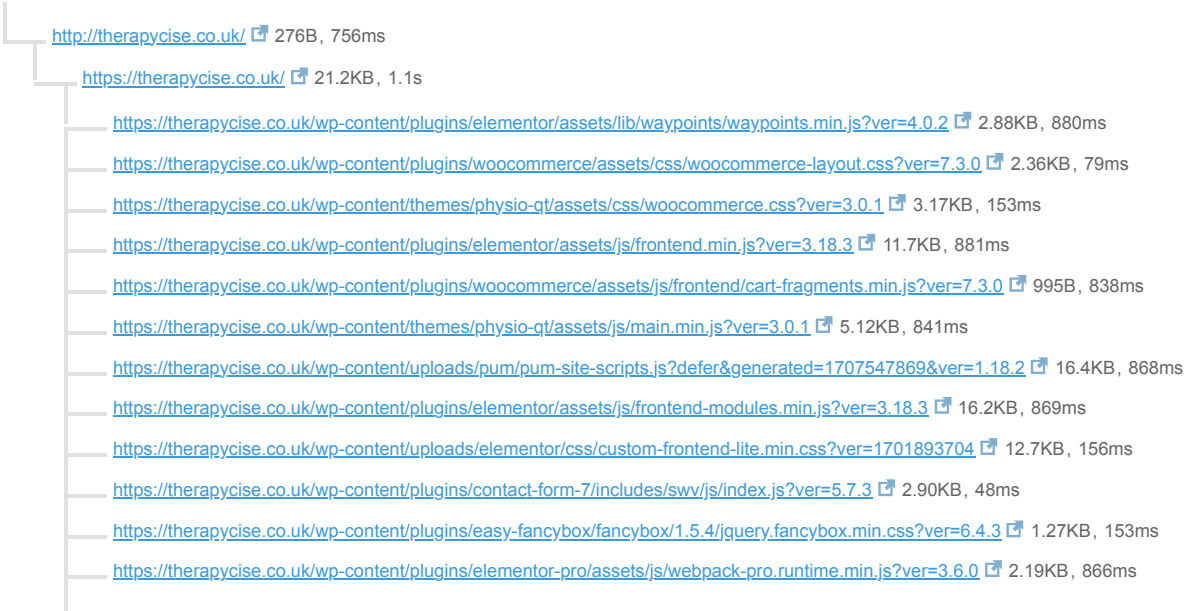 http://therapycise.co.uk/ 276B, 756ms
https://therapycise.co.uk/ 21.2KB, 1.1s
https://therapycise.co.uk/wp-content/plugins/elementor/assets/lib/waypoints/waypoints.min.js?ver=4.0.2 2.88KB, 880ms
https://therapycise.co.uk/wp-content/plugins/woocommerce/assets/css/woocommerce-layout.css?ver=7.3.0 2.36KB, 79ms
https://therapycise.co.uk/wp-content/themes/physio-qt/assets/css/woocommerce.css?ver=3.0.1 3.17KB, 153ms
https://therapycise.co.uk/wp-content/plugins/elementor/assets/js/frontend.min.js?ver=3.18.3 11.7KB, 881ms
https://therapycise.co.uk/wp-content/plugins/woocommerce/assets/js/frontend/cart-fragments.min.js?ver=7.3.0 995B, 838ms
https://therapycise.co.uk/wp-content/themes/physio-qt/assets/js/main.min.js?ver=3.0.1 5.12KB, 841ms
https://therapycise.co.uk/wp-content/uploads/pum/pum-site-scripts.js?defer&generated=1707547869&ver=1.18.2 16.4KB, 868ms
https://therapycise.co.uk/wp-content/plugins/elementor/assets/js/frontend-modules.min.js?ver=3.18.3 16.2KB, 869ms
https://therapycise.co.uk/wp-content/uploads/elementor/css/custom-frontend-lite.min.css?ver=1701893704 12.7KB, 156ms
https://therapycise.co.uk/wp-content/plugins/contact-form-7/includes/swv/js/index.js?ver=5.7.3 2.90KB, 48ms
https://therapycise.co.uk/wp-content/plugins/easy-fancybox/fancybox/1.5.4/jquery.fancybox.min.css?ver=6.4.3 1.27KB, 153ms
https://therapycise.co.uk/wp-content/plugins/elementor-pro/assets/js/webpack-pro.runtime.min.js?ver=3.6.0 2.19KB, 866ms